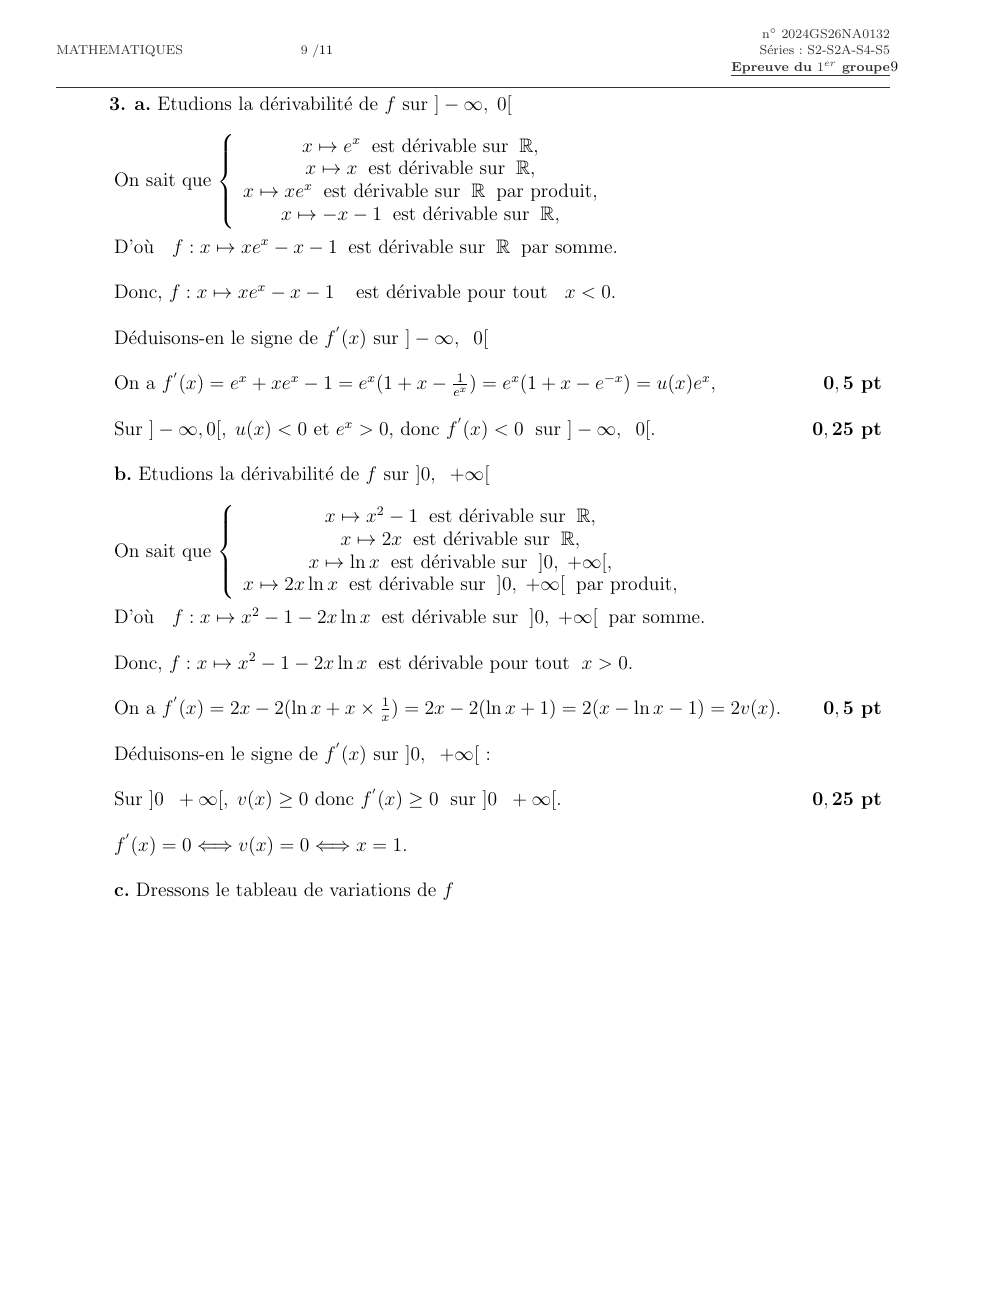 n° 2024GS26NA0132
MATHEMATIQUES 9 /11 Séries : S2-S2A-S4-S5
Epreuve du 1er groupe9
3. a. Etudions la dérivabilité de f sur ] − ∞, 0[
On sait que { x ↦ e^x est dérivable sur ℝ,
x ↦ x est dérivable sur ℝ,
x ↦ xe^x est dérivable sur ℝ par produit,
x ↦ −x − 1 est dérivable sur ℝ,
D'où f : x ↦ xe^x − x − 1 est dérivable sur ℝ par somme.
Donc, f : x ↦ xe^x − x − 1 est dérivable pour tout x < 0.
Déduisons-en le signe de f′(x) sur ] − ∞, 0[
On a f′(x) = e^x + xe^x − 1 = e^x(1 + x − 1/e^x) = e^x(1 + x − e^−x) = u(x)e^x, 0, 5 pt
Sur ] − ∞, 0[, u(x) < 0 et e^x > 0, donc f′(x) < 0 sur ] − ∞, 0[. 0, 25 pt
b. Etudions la dérivabilité de f sur ]0, +∞[
On sait que { x ↦ x² − 1 est dérivable sur ℝ,
x ↦ 2x est dérivable sur ℝ,
x ↦ ln x est dérivable sur ]0, +∞[,
x ↦ 2x ln x est dérivable sur ]0, +∞[ par produit,
D'où f : x ↦ x² − 1 − 2x ln x est dérivable sur ]0, +∞[ par somme.
Donc, f : x ↦ x² − 1 − 2x ln x est dérivable pour tout x > 0.
On a f′(x) = 2x − 2(ln x + x × 1/x) = 2x − 2(ln x + 1) = 2(x − ln x − 1) = 2v(x). 0, 5 pt
Déduisons-en le signe de f′(x) sur ]0, +∞[ :
Sur ]0 + ∞[, v(x) ≥ 0 donc f′(x) ≥ 0 sur ]0 + ∞[. 0, 25 pt
f′(x) = 0 ⟺ v(x) = 0 ⟺ x = 1.
c. Dressons le tableau de variations de f